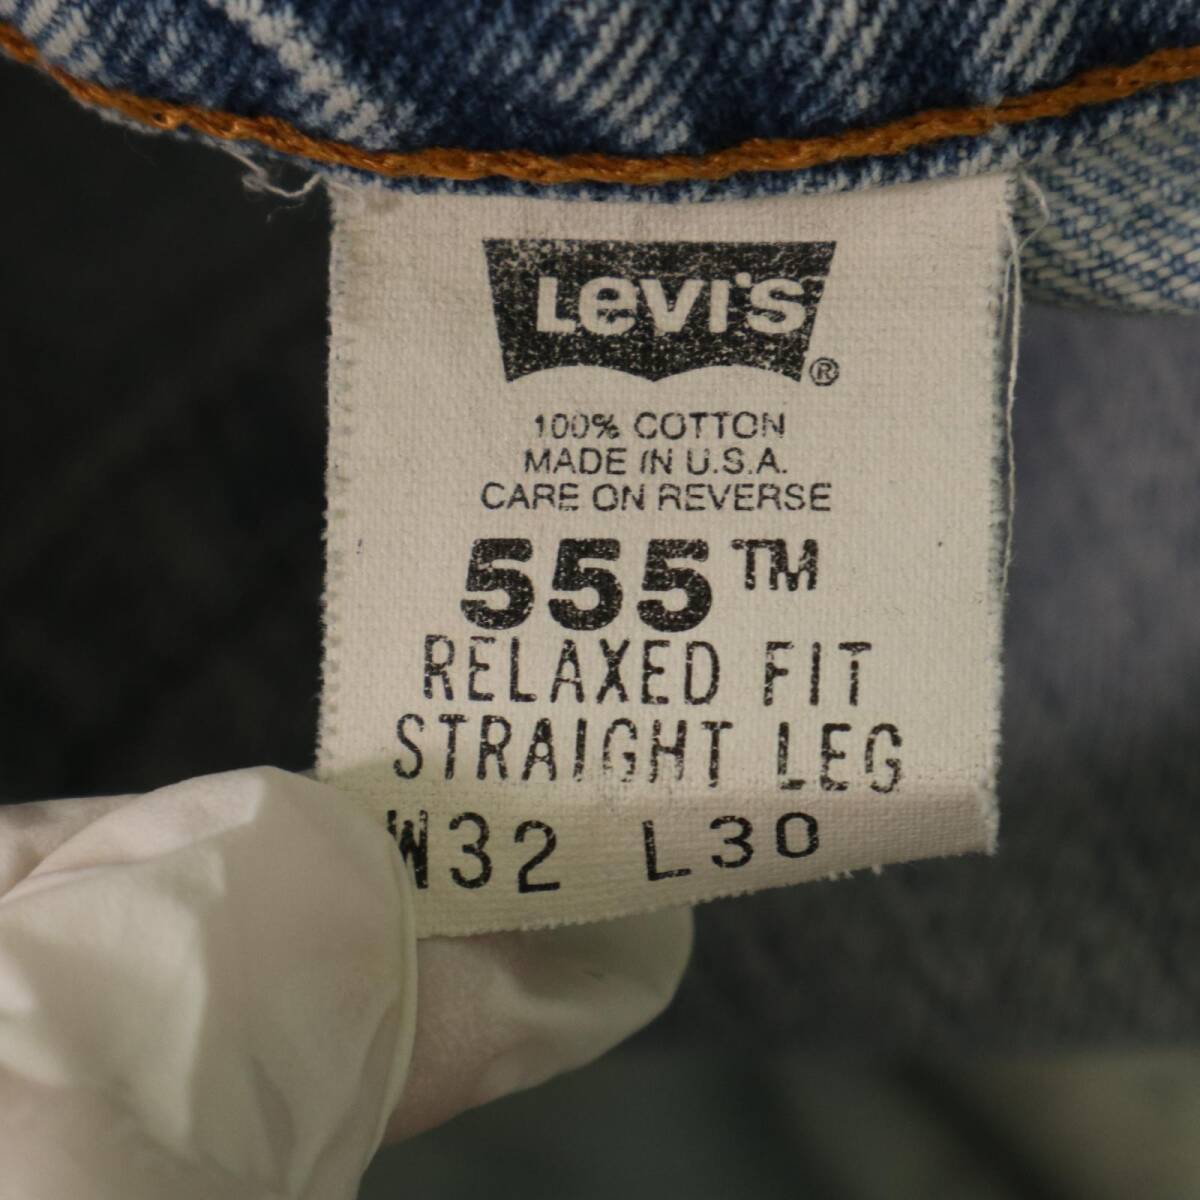 Levi's ®
100% COTTON
MADE IN U.S.A.
CARE ON REVERSE
555™
RELAXED FIT
STRAIGHT LEG
W32 L30